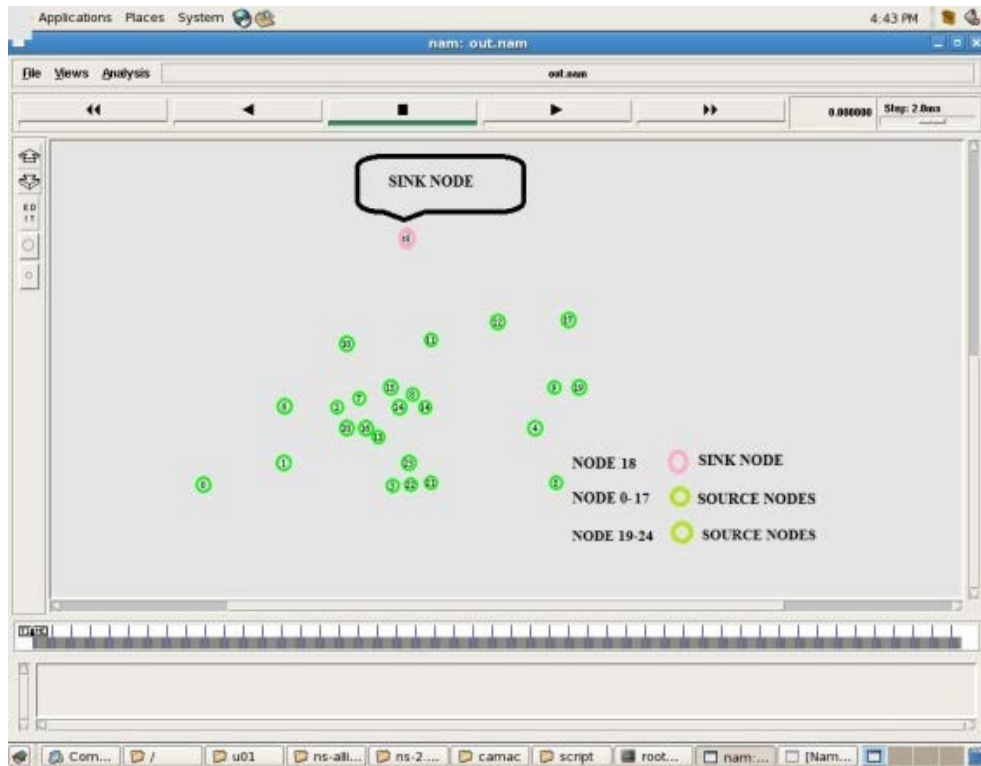 Applications Places System 4:43 PM
nam: out.nam
File Views Analysis out.nam
0.000000 Step: 2.0ms
E D
I T
SINK NODE
18
12 17
10 11
15 8 9 19
7
6 2 24 14
20 16 13 4
1 23
0 3 22 21
NODE 18 SINK NODE
NODE 0-17 SOURCE NODES
NODE 19-24 SOURCE NODES
TIME
Com... / u01 ns-alli... ns-2.... camac script root... nam:... [Nam...